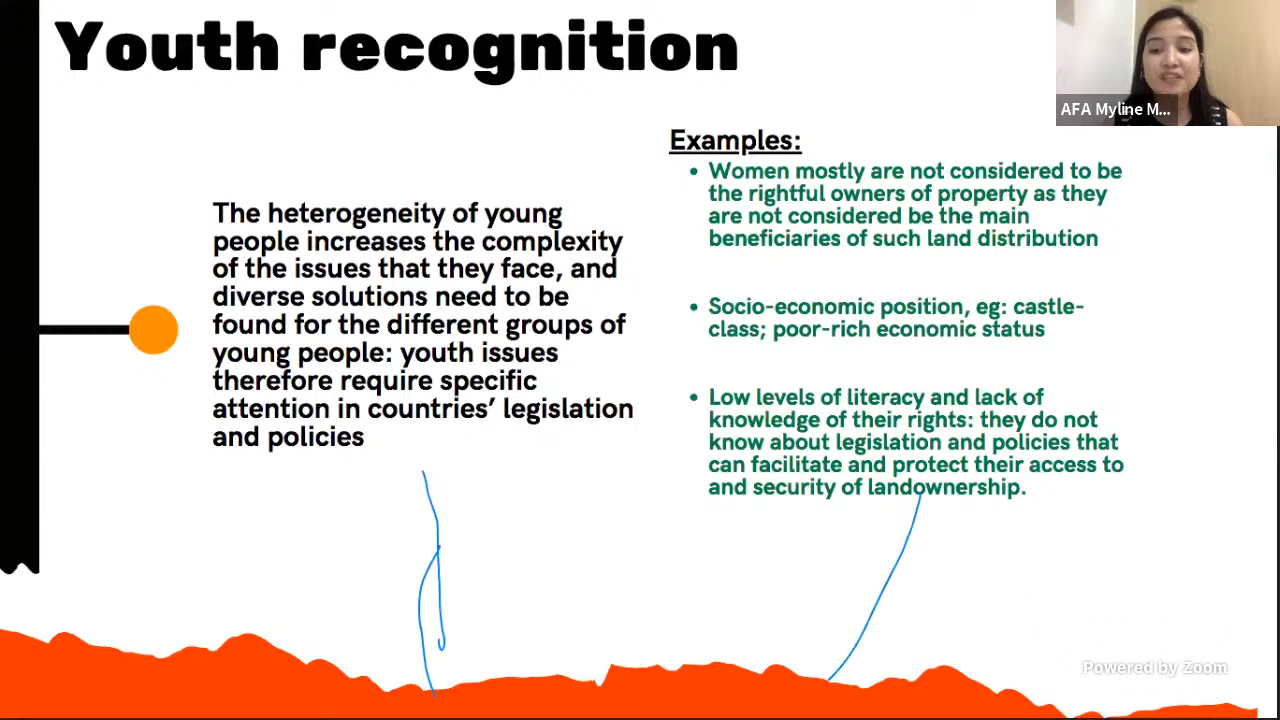 Youth recognition
AFA Myline M...
The heterogeneity of young
people increases the complexity
of the issues that they face, and
diverse solutions need to be
found for the different groups of
young people: youth issues
therefore require specific
attention in countries’ legislation
and policies
Examples:
• Women mostly are not considered to be
the rightful owners of property as they
are not considered be the main
beneficiaries of such land distribution
• Socio-economic position, eg: castle-
class; poor-rich economic status
• Low levels of literacy and lack of
knowledge of their rights: they do not
know about legislation and policies that
can facilitate and protect their access to
and security of landownership.
Powered by Zoom